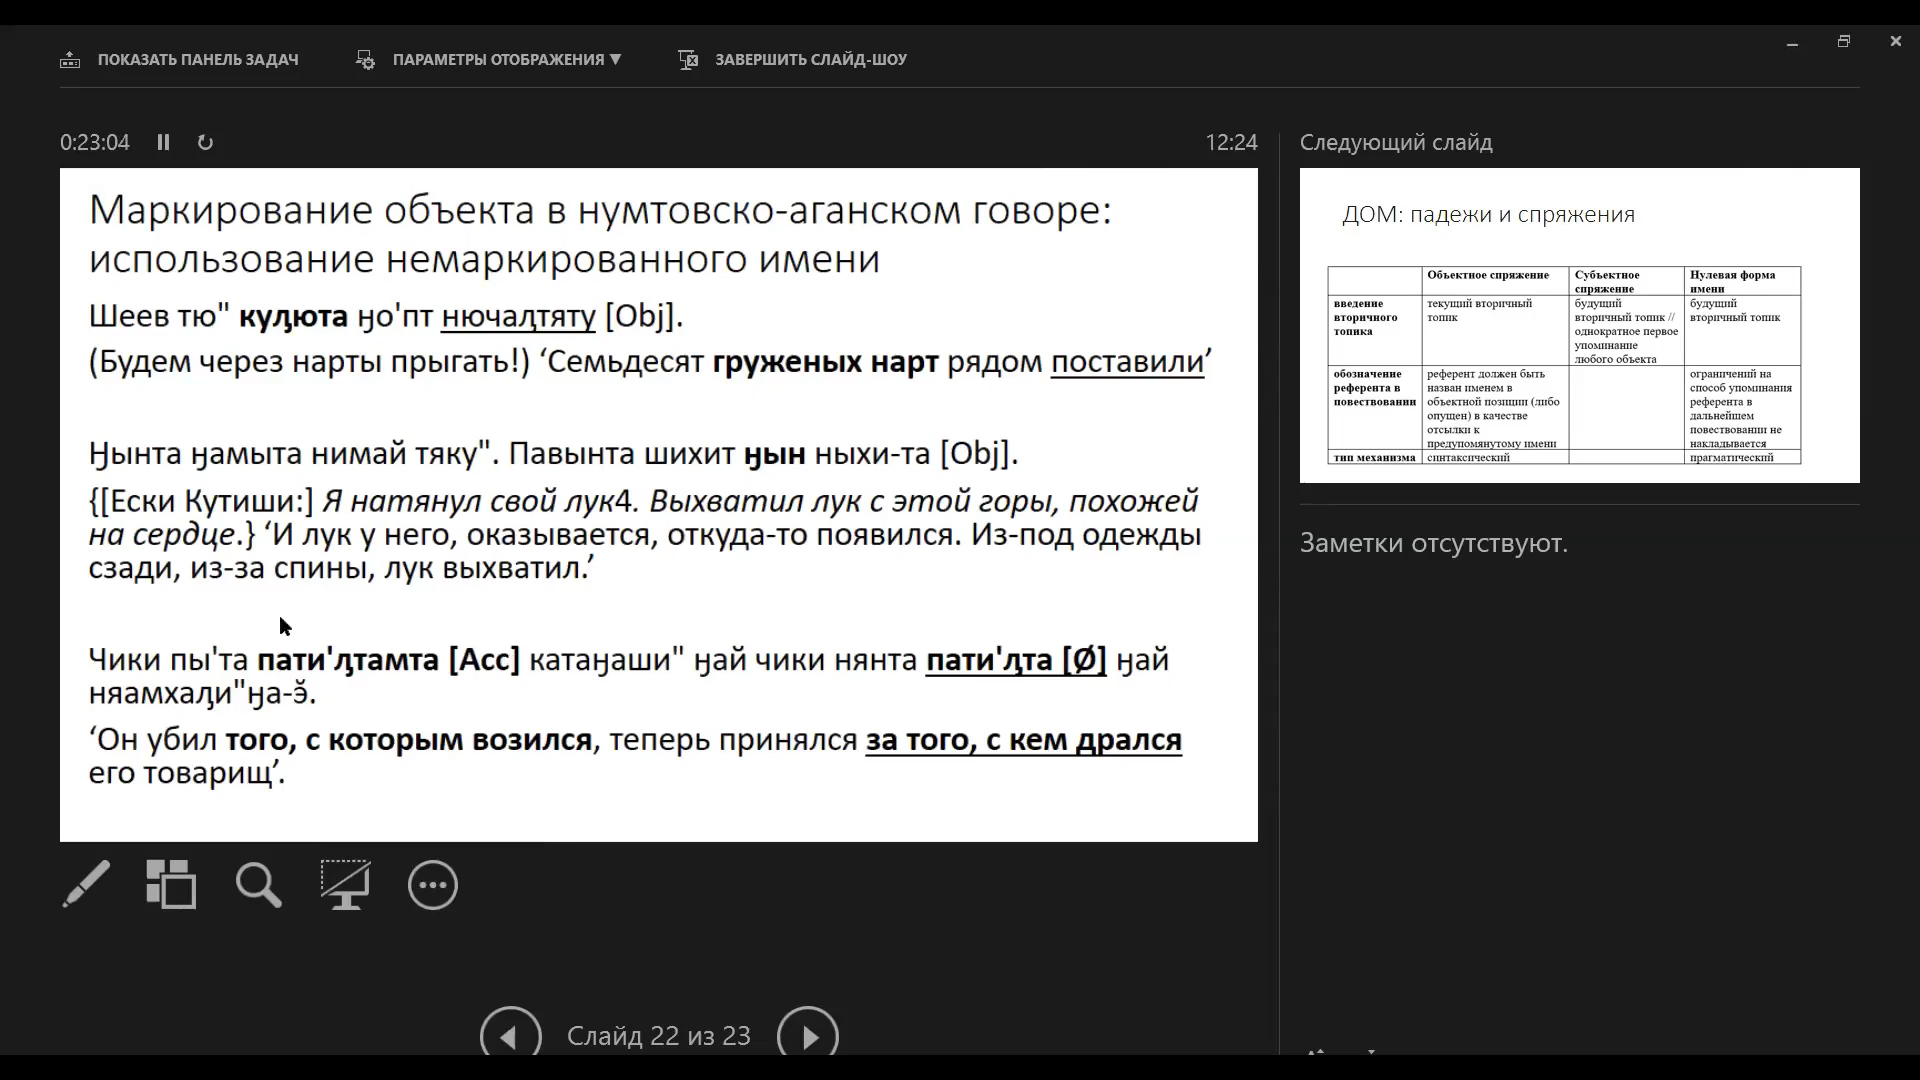 ПОКАЗАТЬ ПАНЕЛЬ ЗАДАЧ ПАРАМЕТРЫ ОТОБРАЖЕНИЯ ▼ ЗАВЕРШИТЬ СЛАЙД-ШОУ
0:23:04 12:24
Маркирование объекта в нумтовско-аганском говоре:
использование немаркированного имени
Шеев тю" куԓюта ӈо'пт нючаԓтяту [Obj].
(Будем через нарты прыгать!) ‘Семьдесят груженых нарт рядом поставили’
Ӈынта ӈамыта нимай тяку". Павынта шихит ӈын ныхи-та [Obj].
{[Ески Кутиши:] Я натянул свой лук4. Выхватил лук с этой горы, похожей
на сердце.} ‘И лук у него, оказывается, откуда-то появился. Из-под одежды
сзади, из-за спины, лук выхватил.’
Чики пы'та пати'ԓтамта [Acc] катаӈаши" ӈай чики нянта пати'ԓта [Ø] ӈай
няамхаԓи"ӈа-э̆.
‘Он убил того, с которым возился, теперь принялся за того, с кем дрался
его товарищ’.
Слайд 22 из 23
Следующий слайд
ДОМ: падежи и спряжения
Объектное спряжение Субъектное Нулевая форма
спряжение имени
введение текущий вторичный будущий будущий
вторичного топик вторичный топик // вторичный топик
топика однократное первое
упоминание
любого объекта
обозначение референт должен быть ограничений на
референта в назван именем в способ упоминания
повествовании объектной позиции (либо референта в
опущен) в качестве дальнейшем
отсылки к повествовании не
предупомянутому имени накладывается
тип механизма синтаксический прагматический
Заметки отсутствуют.